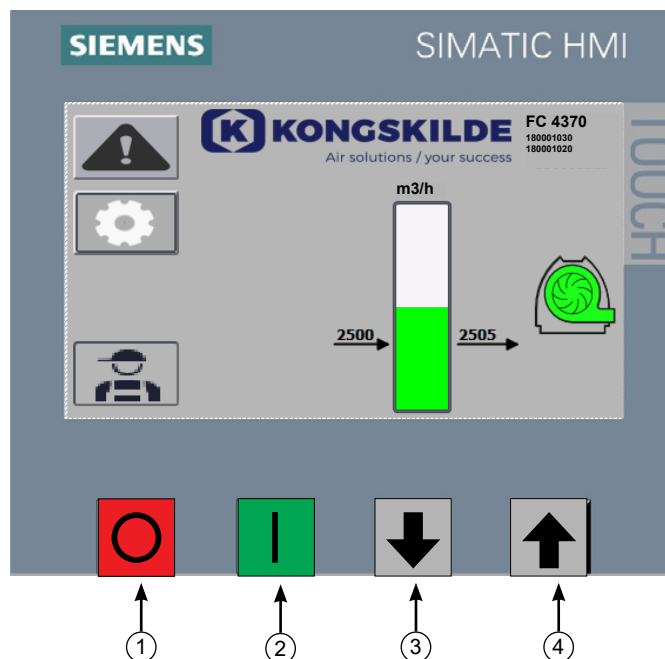 SIEMENS
SIMATIC HMI
TOUCH
K KONGSKILDE
Air solutions / your success
FC 4370
180001030
180001020
m3/h
2500
2505
1
2
3
4